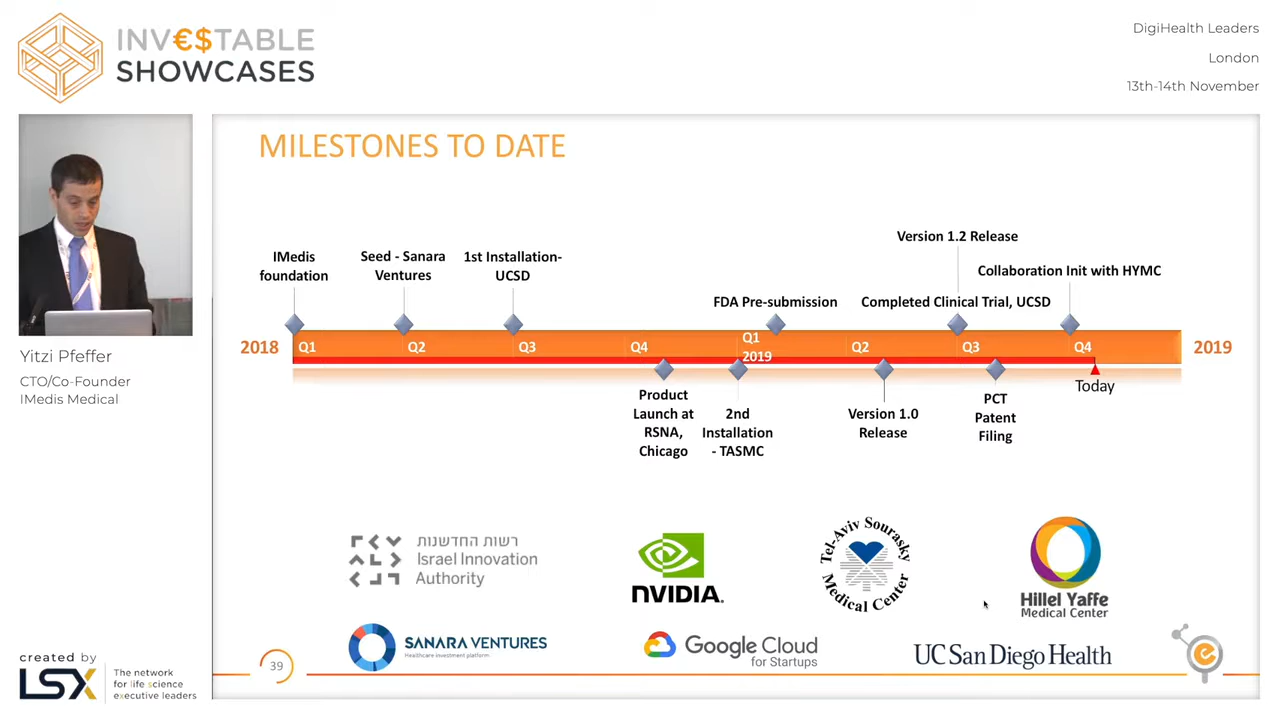 INV€$TABLE
SHOWCASES
DigiHealth Leaders
London
13th-14th November
Yitzi Pfeffer
CTO/Co-Founder
IMedis Medical
MILESTONES TO DATE
IMedis
foundation
Seed - Sanara
Ventures
1st Installation-
UCSD
FDA Pre-submission
Version 1.2 Release
Completed Clinical Trial, UCSD
Collaboration Init with HYMC
2018
Q1
Q2
Q3
Q4
Q1
2019
Q2
Q3
Q4
2019
Today
Product
Launch at
RSNA,
Chicago
2nd
Installation
- TASMC
Version 1.0
Release
PCT
Patent
Filing
רשות החדשנות
Israel Innovation
Authority
NVIDIA.
Tel-Aviv Sourasky
Medical Center
Hillel Yaffe
Medical Center
SANARA VENTURES
Healthcare investment platform
Google Cloud
for Startups
UC San Diego Health
39
e
created by
LSX
The network
for life science
executive leaders